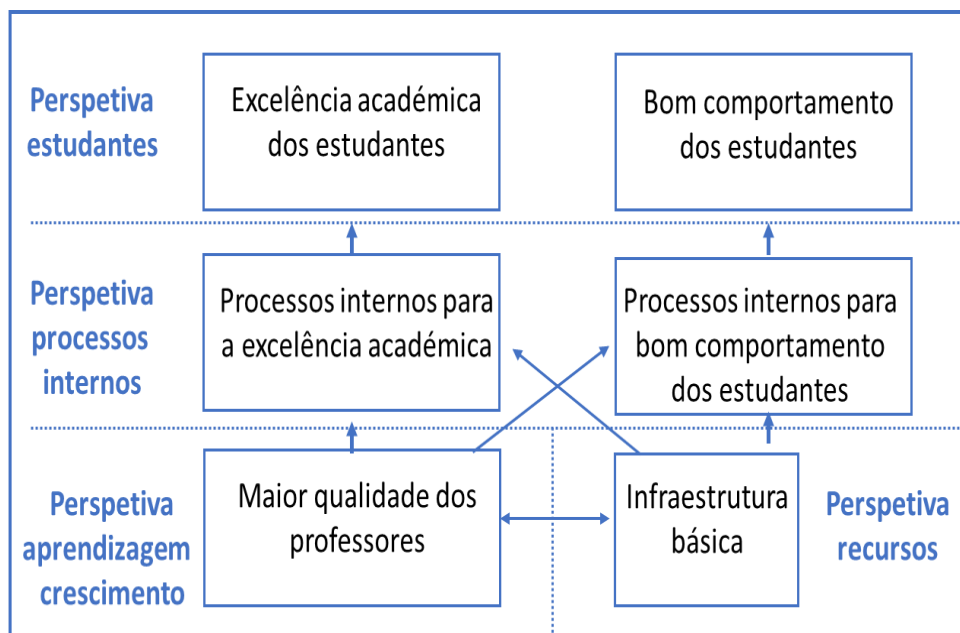 Perspetiva
estudantes
Excelência académica
dos estudantes
Bom comportamento
dos estudantes
Perspetiva
processos
internos
Processos internos para
a excelência académica
Processos internos para
bom comportamento
dos estudantes
Perspetiva
aprendizagem
crescimento
Maior qualidade dos
professores
Infraestrutura
básica
Perspetiva
recursos